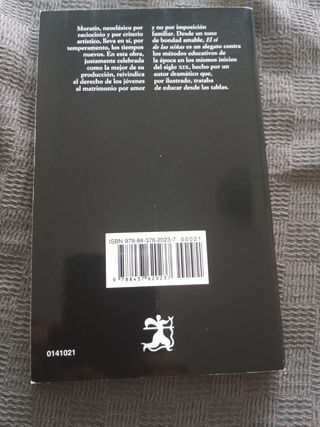 Moratín, neoclásico por
raciocinio y por criterio
artístico, lleva en sí, por
temperamento, los tiempos
nuevos. En esta obra,
justamente celebrada
como la mejor de su
producción, reivindica
el derecho de los jóvenes
al matrimonio por amor
y no por imposición
familiar. Desde un tono
de bondad amable, El sí
de las niñas es un alegato contra
los métodos educativos de
la época en los mismos inicios
del siglo XIX, hecho por un
autor dramático que,
por ilustrado, trataba
de educar desde las tablas.
ISBN 978-84-376-2023-7 00021
9 788437 620237
0141021